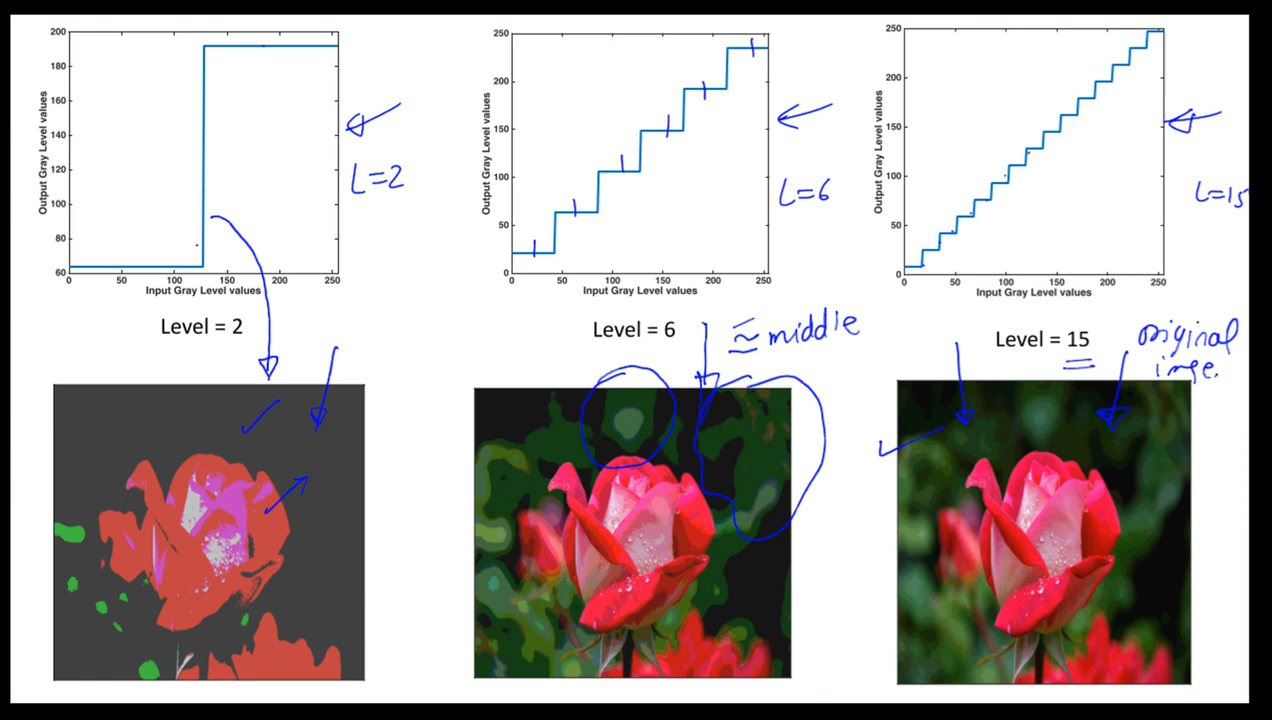 200
180
160
140
120
100
80
60
Output Gray Level values
0 50 100 150 200 250
Input Gray Level values
L=2
Level = 2
250
200
150
100
50
0
Output Gray Level values
0 50 100 150 200 250
Input Gray Level values
L=6
Level = 6
≃ middle
250
200
150
100
50
0
Output Gray Level values
0 50 100 150 200 250
Input Gray Level values
L=15
Level = 15
original
imge.